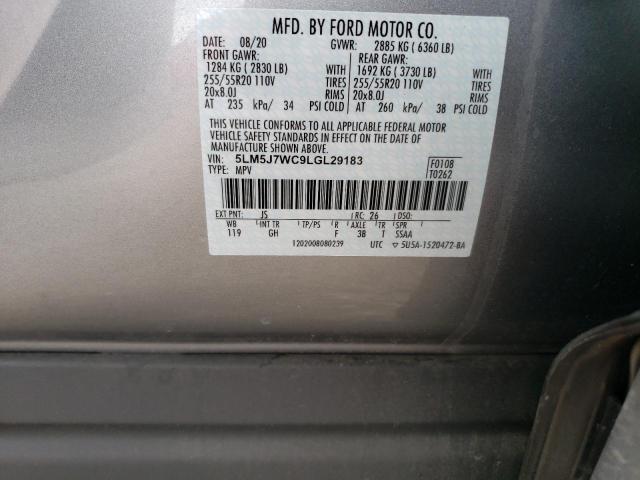 MFD. BY FORD MOTOR CO.
DATE: 08/20 GVWR: 2885 KG ( 6360 LB)
FRONT GAWR: REAR GAWR:
1284 KG ( 2830 LB) WITH 1692 KG ( 3730 LB) WITH
255/55R20 110V TIRES 255/55R20 110V TIRES
20x8.0J RIMS 20x8.0J RIMS
AT 235 kPa/ 34 PSI COLD AT 260 kPa/ 38 PSI COLD
THIS VEHICLE CONFORMS TO ALL APPLICABLE FEDERAL MOTOR
VEHICLE SAFETY STANDARDS IN EFFECT ON THE DATE OF
MANUFACTURE SHOWN ABOVE.
VIN: 5LM5J7WC9LGL29183 F0108
TYPE: MPV T0262
EXT PNT: JS RC: 26 DSO:
WB INT TR TP/PS R AXLE TR SPR
119 GH F 3B T SSAA
1202008080239 UTC ▽ 5U5A-1520472-BA